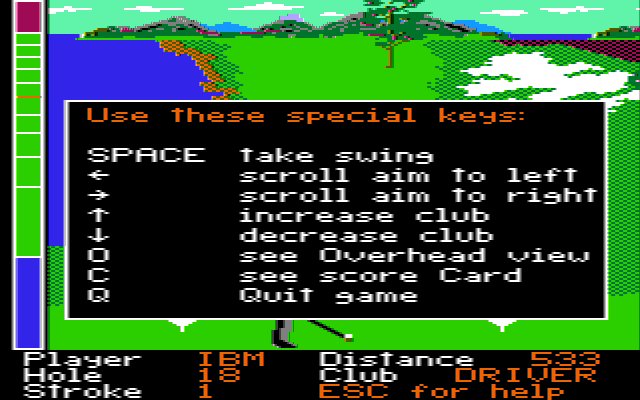 Use these special keys:
SPACE take swing
← scroll aim to left
→ scroll aim to right
↑ increase club
↓ decrease club
O see Overhead view
C see score Card
Q Quit game
Player IBM Distance 533
Hole 18 Club DRIVER
Stroke 1 ESC for help